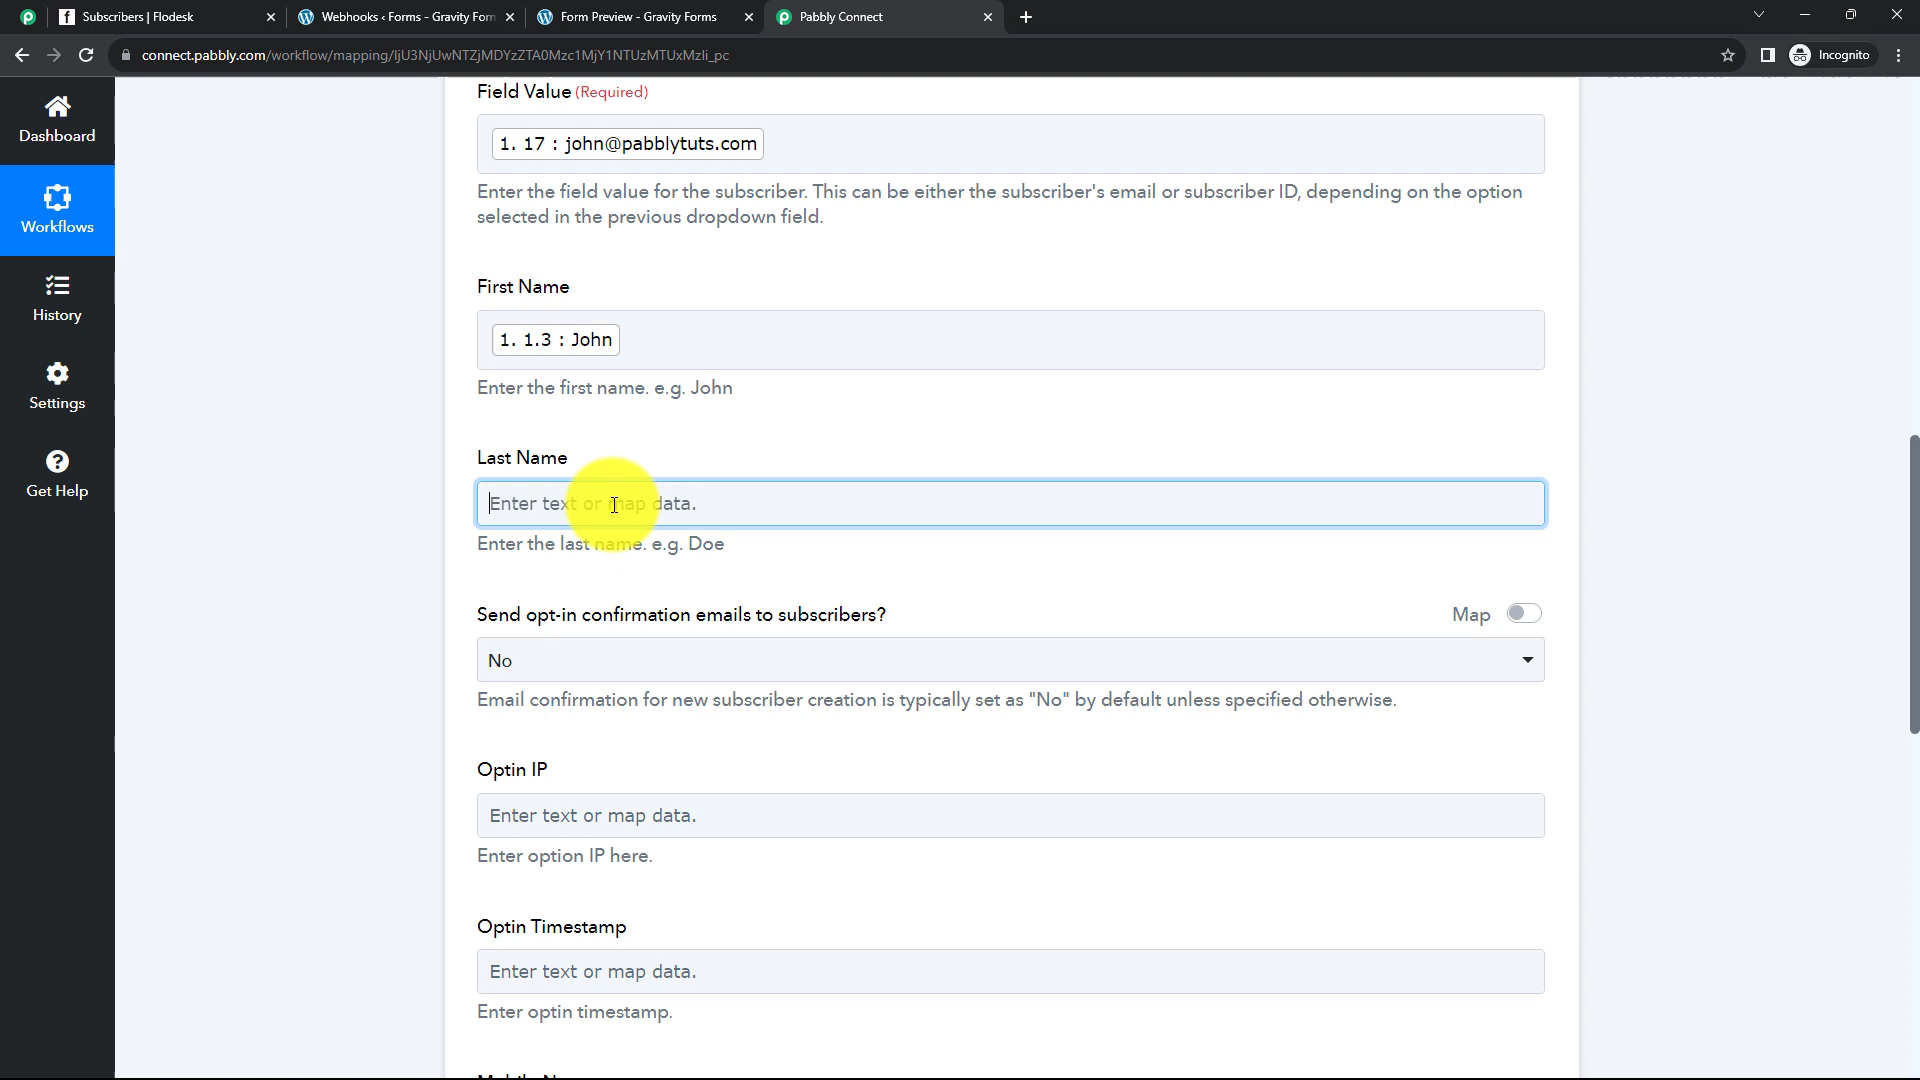 Subscribers | Flodesk
Webhooks ‹ Forms - Gravity Form
Form Preview - Gravity Forms
Pabbly Connect
connect.pabbly.com/workflow/mapping/IjU3NjUwNTZjMDYzZTA0Mzc1MjY1NTUzMTUxMzIi_pc
Incognito
Dashboard
Workflows
History
Settings
Get Help
Field Value (Required)
1. 17 : john@pabblytuts.com
Enter the field value for the subscriber. This can be either the subscriber's email or subscriber ID, depending on the option
selected in the previous dropdown field.
First Name
1. 1.3 : John
Enter the first name. e.g. John
Last Name
Enter text or map data.
Enter the last name. e.g. Doe
Send opt-in confirmation emails to subscribers?
Map
No
Email confirmation for new subscriber creation is typically set as "No" by default unless specified otherwise.
Optin IP
Enter text or map data.
Enter option IP here.
Optin Timestamp
Enter text or map data.
Enter optin timestamp.